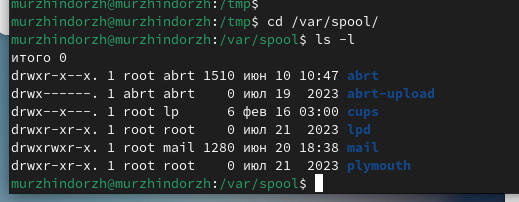 murzhindorzh@murzhindorzh:/tmp$
murzhindorzh@murzhindorzh:/tmp$ cd /var/spool/
murzhindorzh@murzhindorzh:/var/spool$ ls -l
итого 0
drwxr-x--x. 1 root abrt 1510 июн 10 10:47 abrt
drwx------. 1 abrt abrt    0 июл 19  2023 abrt-upload
drwx--x---. 1 root lp      6 фев 16 03:00 cups
drwxr-xr-x. 1 root root    0 июл 21  2023 lpd
drwxrwxr-x. 1 root mail 1280 июн 20 18:38 mail
drwxr-xr-x. 1 root root    0 июл 21  2023 plymouth
murzhindorzh@murzhindorzh:/var/spool$